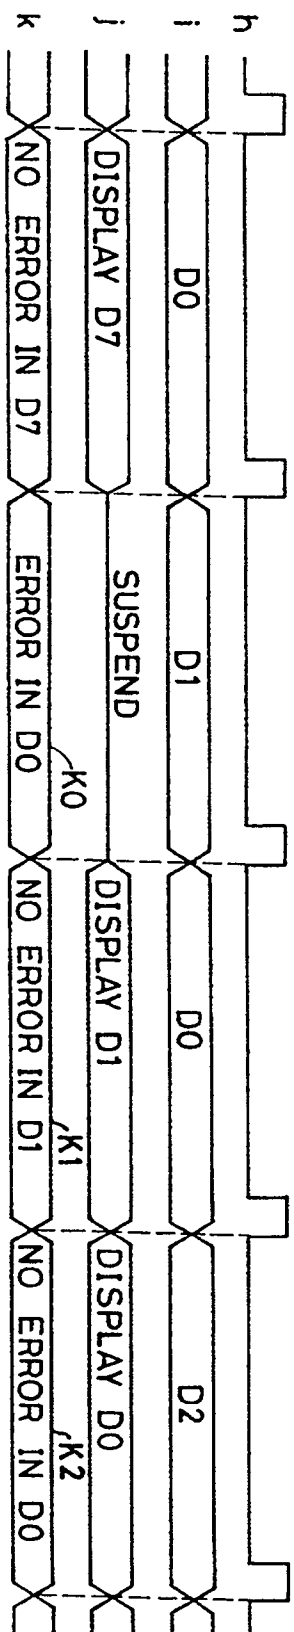 h
i D0 D1 D0 D2
j DISPLAY D7 SUSPEND DISPLAY D1 DISPLAY D0
k NO ERROR IN D7 ERROR IN D0 NO ERROR IN D1 NO ERROR IN D0
K0 K1 K2